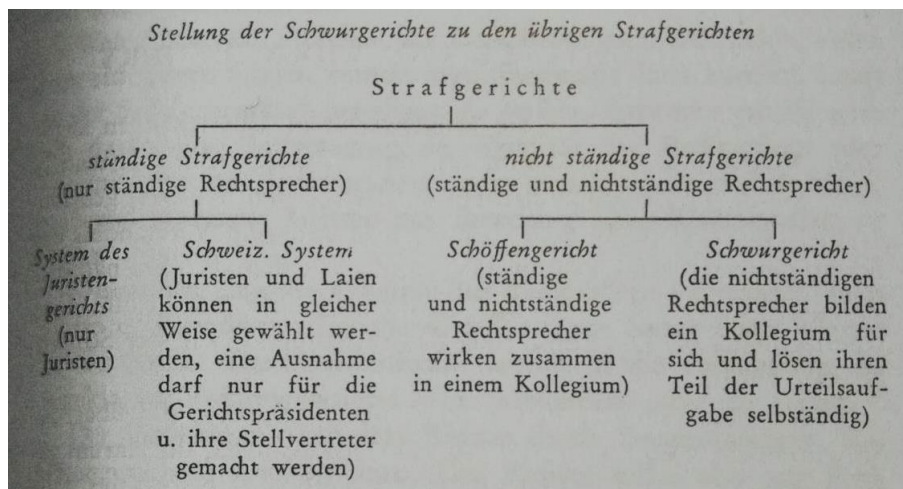 Stellung der Schwurgerichte zu den übrigen Strafgerichten
Strafgerichte
ständige Strafgerichte
(nur ständige Rechtsprecher)
nicht ständige Strafgerichte
(ständige und nichtständige Rechtsprecher)
System des
Juristen-
gerichts
(nur
Juristen)
Schweiz. System
(Juristen und Laien
können in gleicher
Weise gewählt wer-
den, eine Ausnahme
darf nur für die
Gerichtspräsidenten
u. ihre Stellvertreter
gemacht werden)
Schöffengericht
(ständige
und nichtständige
Rechtsprecher
wirken zusammen
in einem Kollegium)
Schwurgericht
(die nichtständigen
Rechtsprecher bilden
ein Kollegium für
sich und lösen ihren
Teil der Urteilsauf-
gabe selbständig)